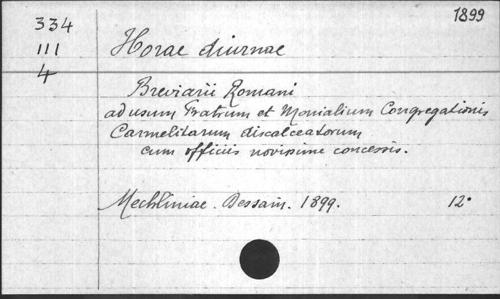 1899
334
111
4
Horae diurnae
Breviarii Romani
ad usum Fratrum et Monialium Congregationis
Carmelitarum discalceatorum
cum officiis novissime concessis.
Mechliniae. Dessain. 1899. 12°